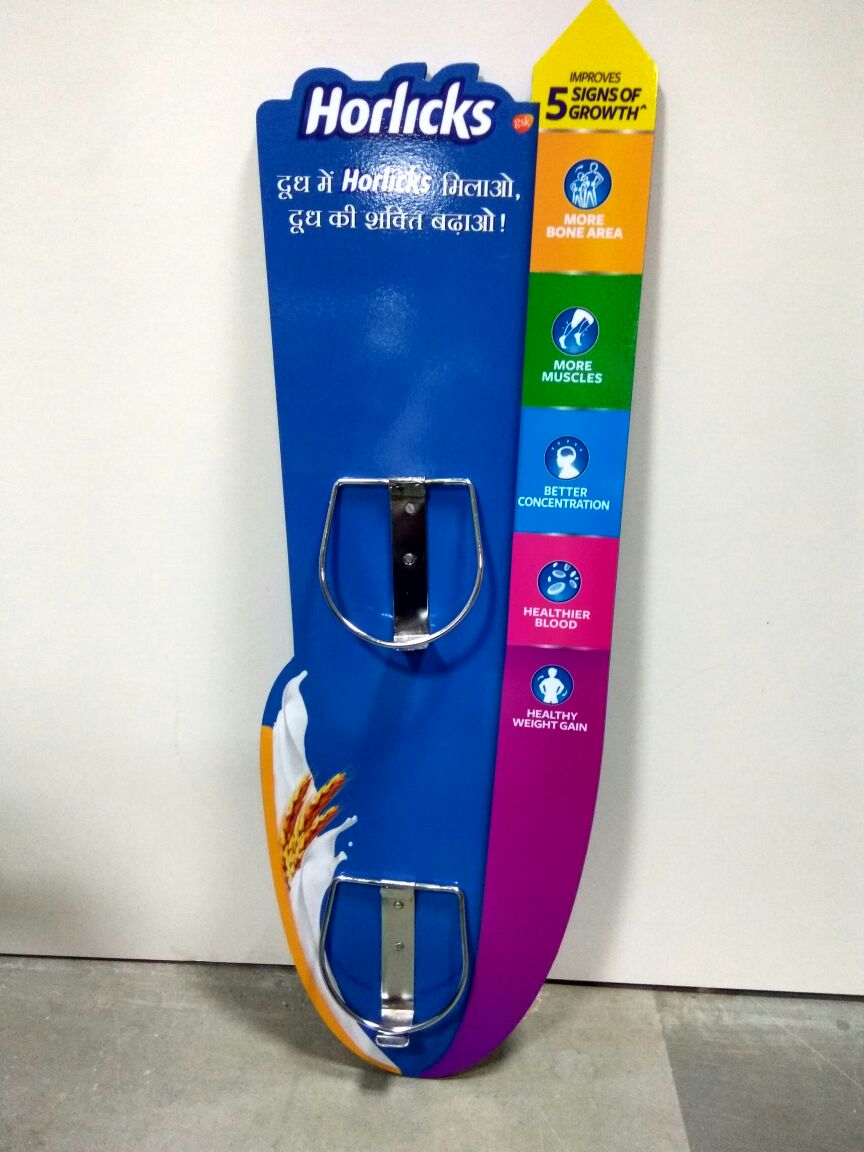 Horlicks
gsk
दूध में Horlicks मिलाओ,
दूध की शक्ति बढ़ाओ!
IMPROVES
5 SIGNS OF
GROWTH^
MORE
BONE AREA
MORE
MUSCLES
BETTER
CONCENTRATION
HEALTHIER
BLOOD
HEALTHY
WEIGHT GAIN